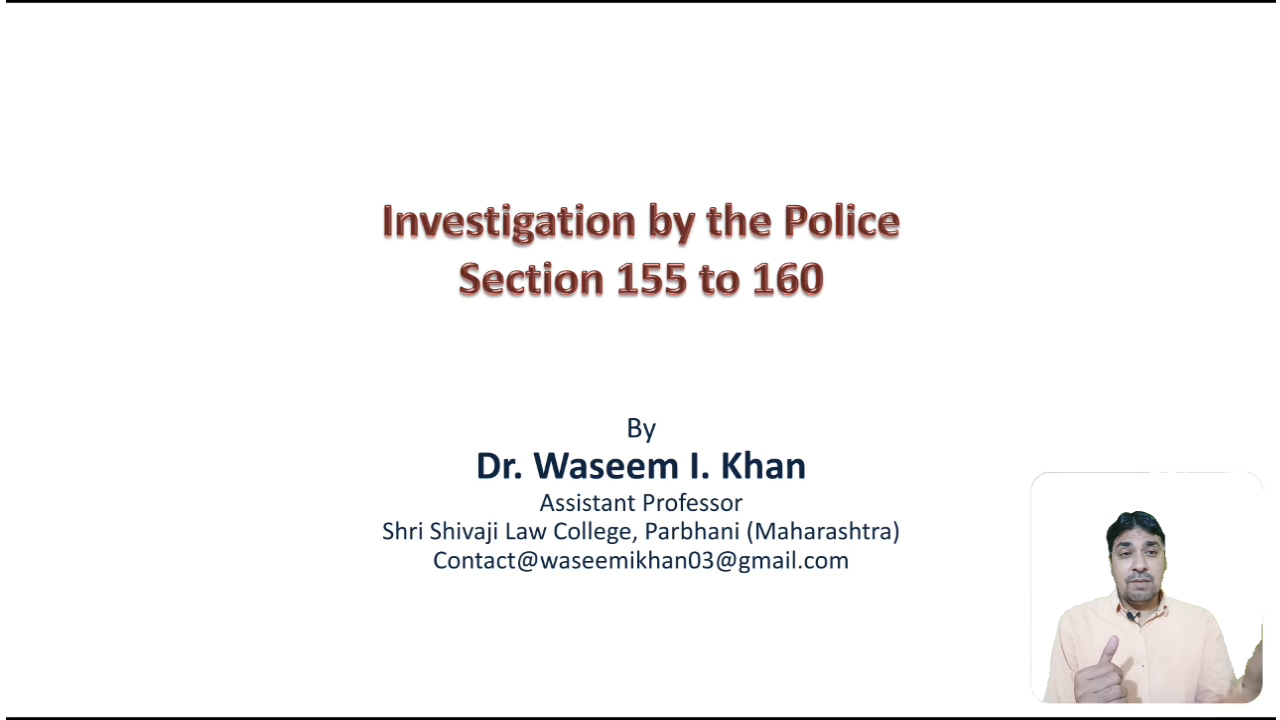 Investigation by the Police
Section 155 to 160
By
Dr. Waseem I. Khan
Assistant Professor
Shri Shivaji Law College, Parbhani (Maharashtra)
Contact@waseemikhan03@gmail.com